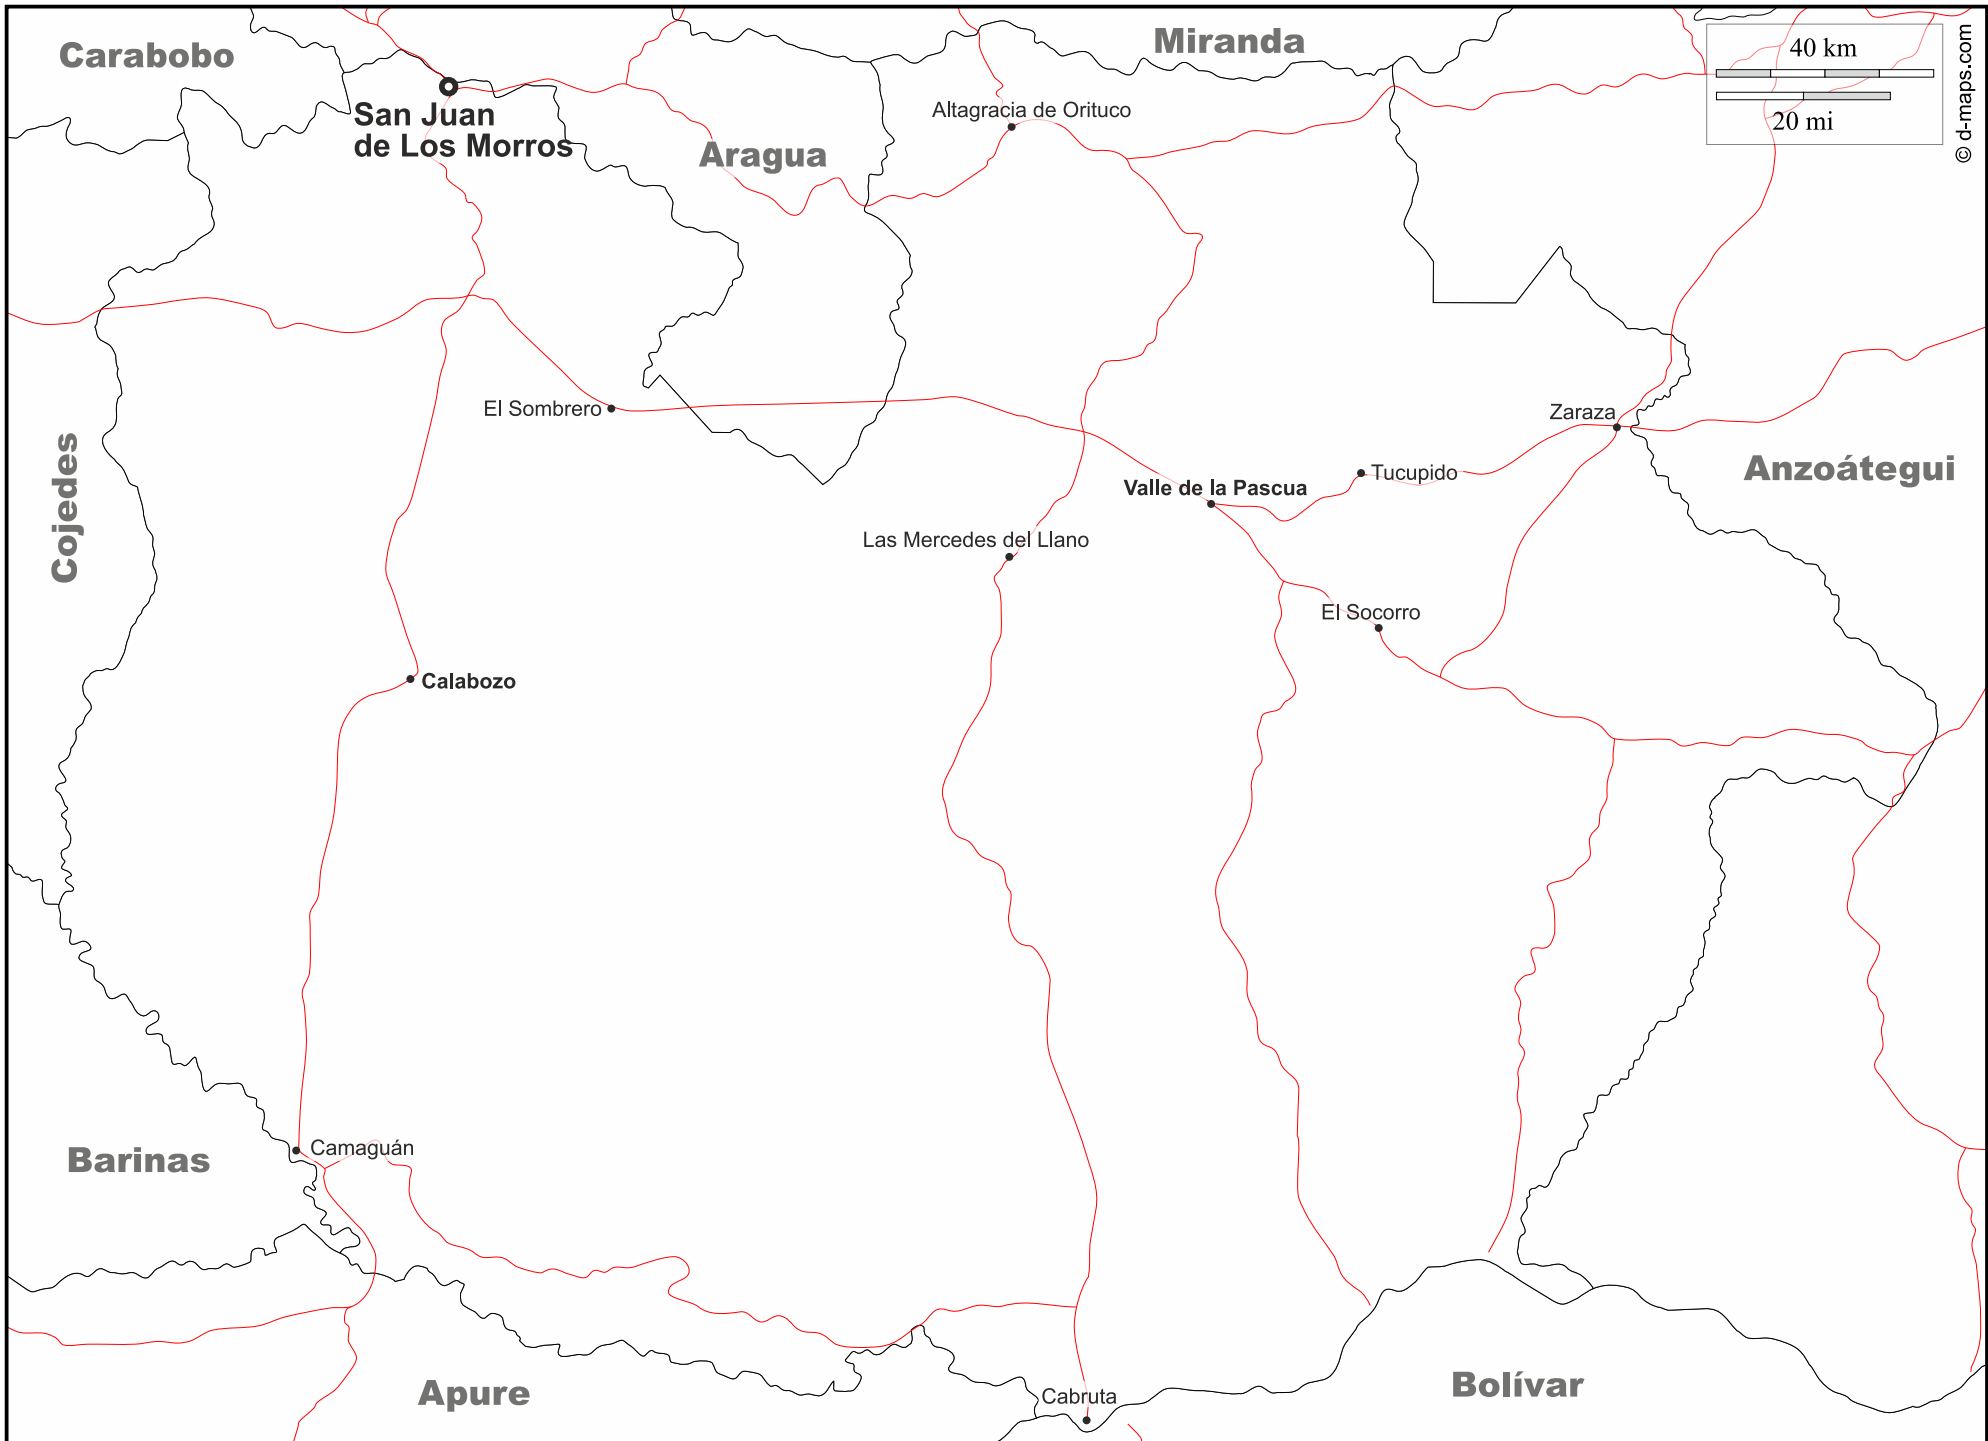 Carabobo
Miranda
40 km
20 mi
© d-maps.com
San Juan
de Los Morros
Altagracia de Orituco
Aragua
El Sombrero
Zaraza
Cojedes
Tucupido
Anzoátegui
Valle de la Pascua
Las Mercedes del Llano
El Socorro
Calabozo
Camaguán
Barinas
Apure
Cabruta
Bolívar